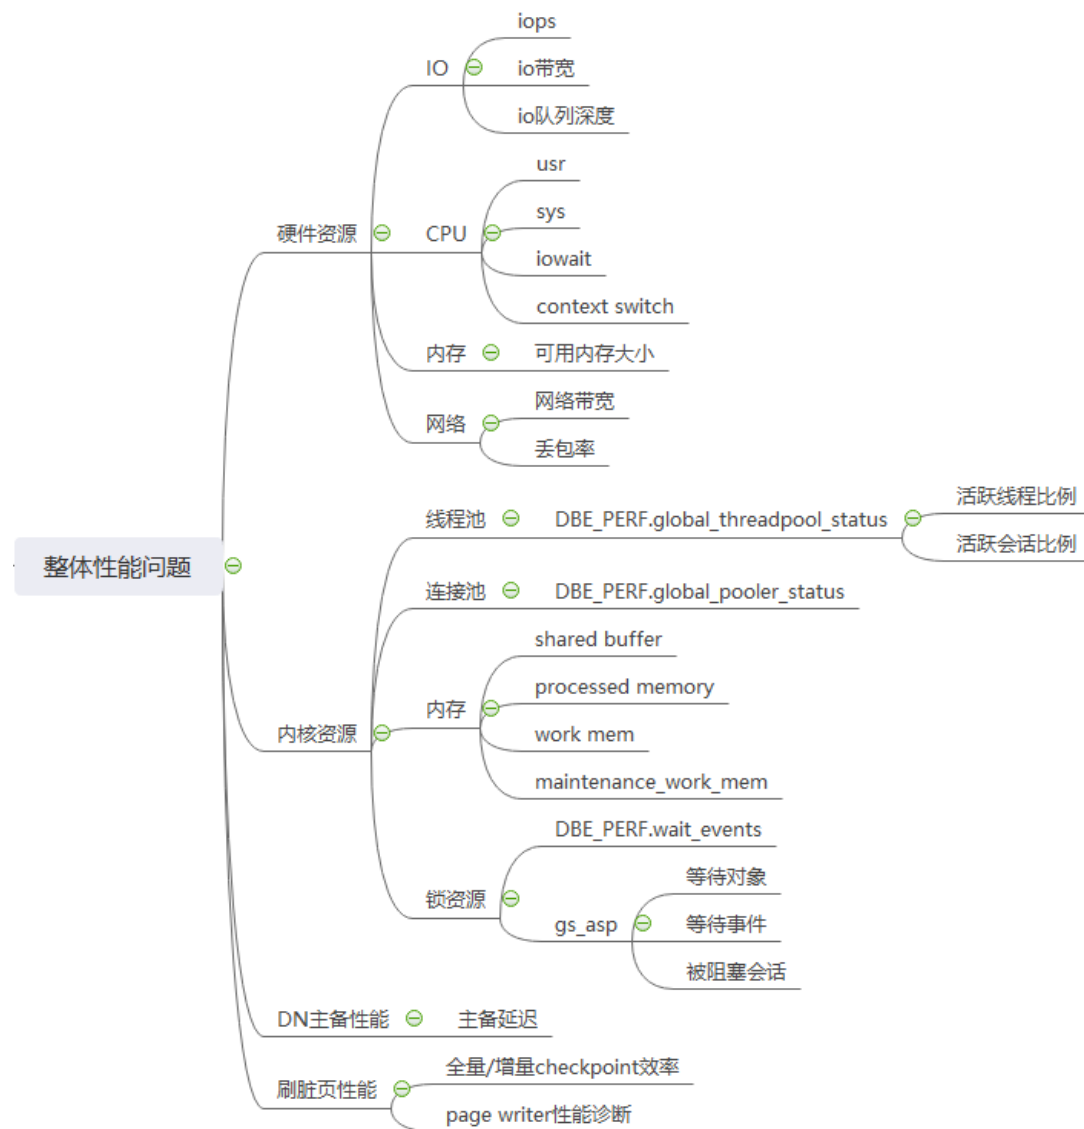 整体性能问题
硬件资源
IO
iops
io带宽
io队列深度
CPU
usr
sys
iowait
context switch
内存
可用内存大小
网络
网络带宽
丢包率
内核资源
线程池
DBE_PERF.global_threadpool_status
活跃线程比例
活跃会话比例
连接池
DBE_PERF.global_pooler_status
内存
shared buffer
processed memory
work mem
maintenance_work_mem
锁资源
DBE_PERF.wait_events
gs_asp
等待对象
等待事件
被阻塞会话
DN主备性能
主备延迟
刷脏页性能
全量/增量checkpoint效率
page writer性能诊断